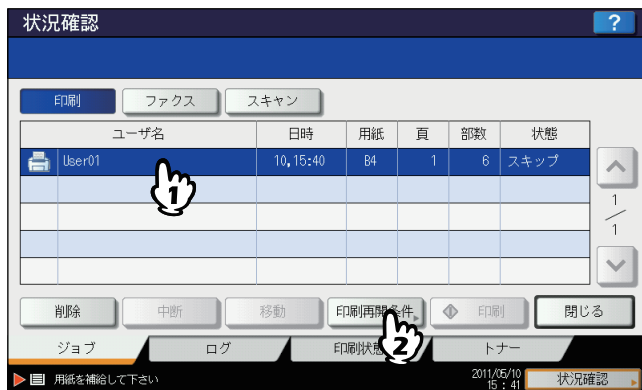 状況確認 ?
印刷 ファクス スキャン
ユーザ名 日時 用紙 頁 部数 状態
User01 10,15:40 B4 1 6 スキップ
1
1
1
削除 中断 移動 印刷再開条件 印刷 閉じる
2
ジョブ ログ 印刷状態 トナー
用紙を補給して下さい 2011/05/10 状況確認
15:41